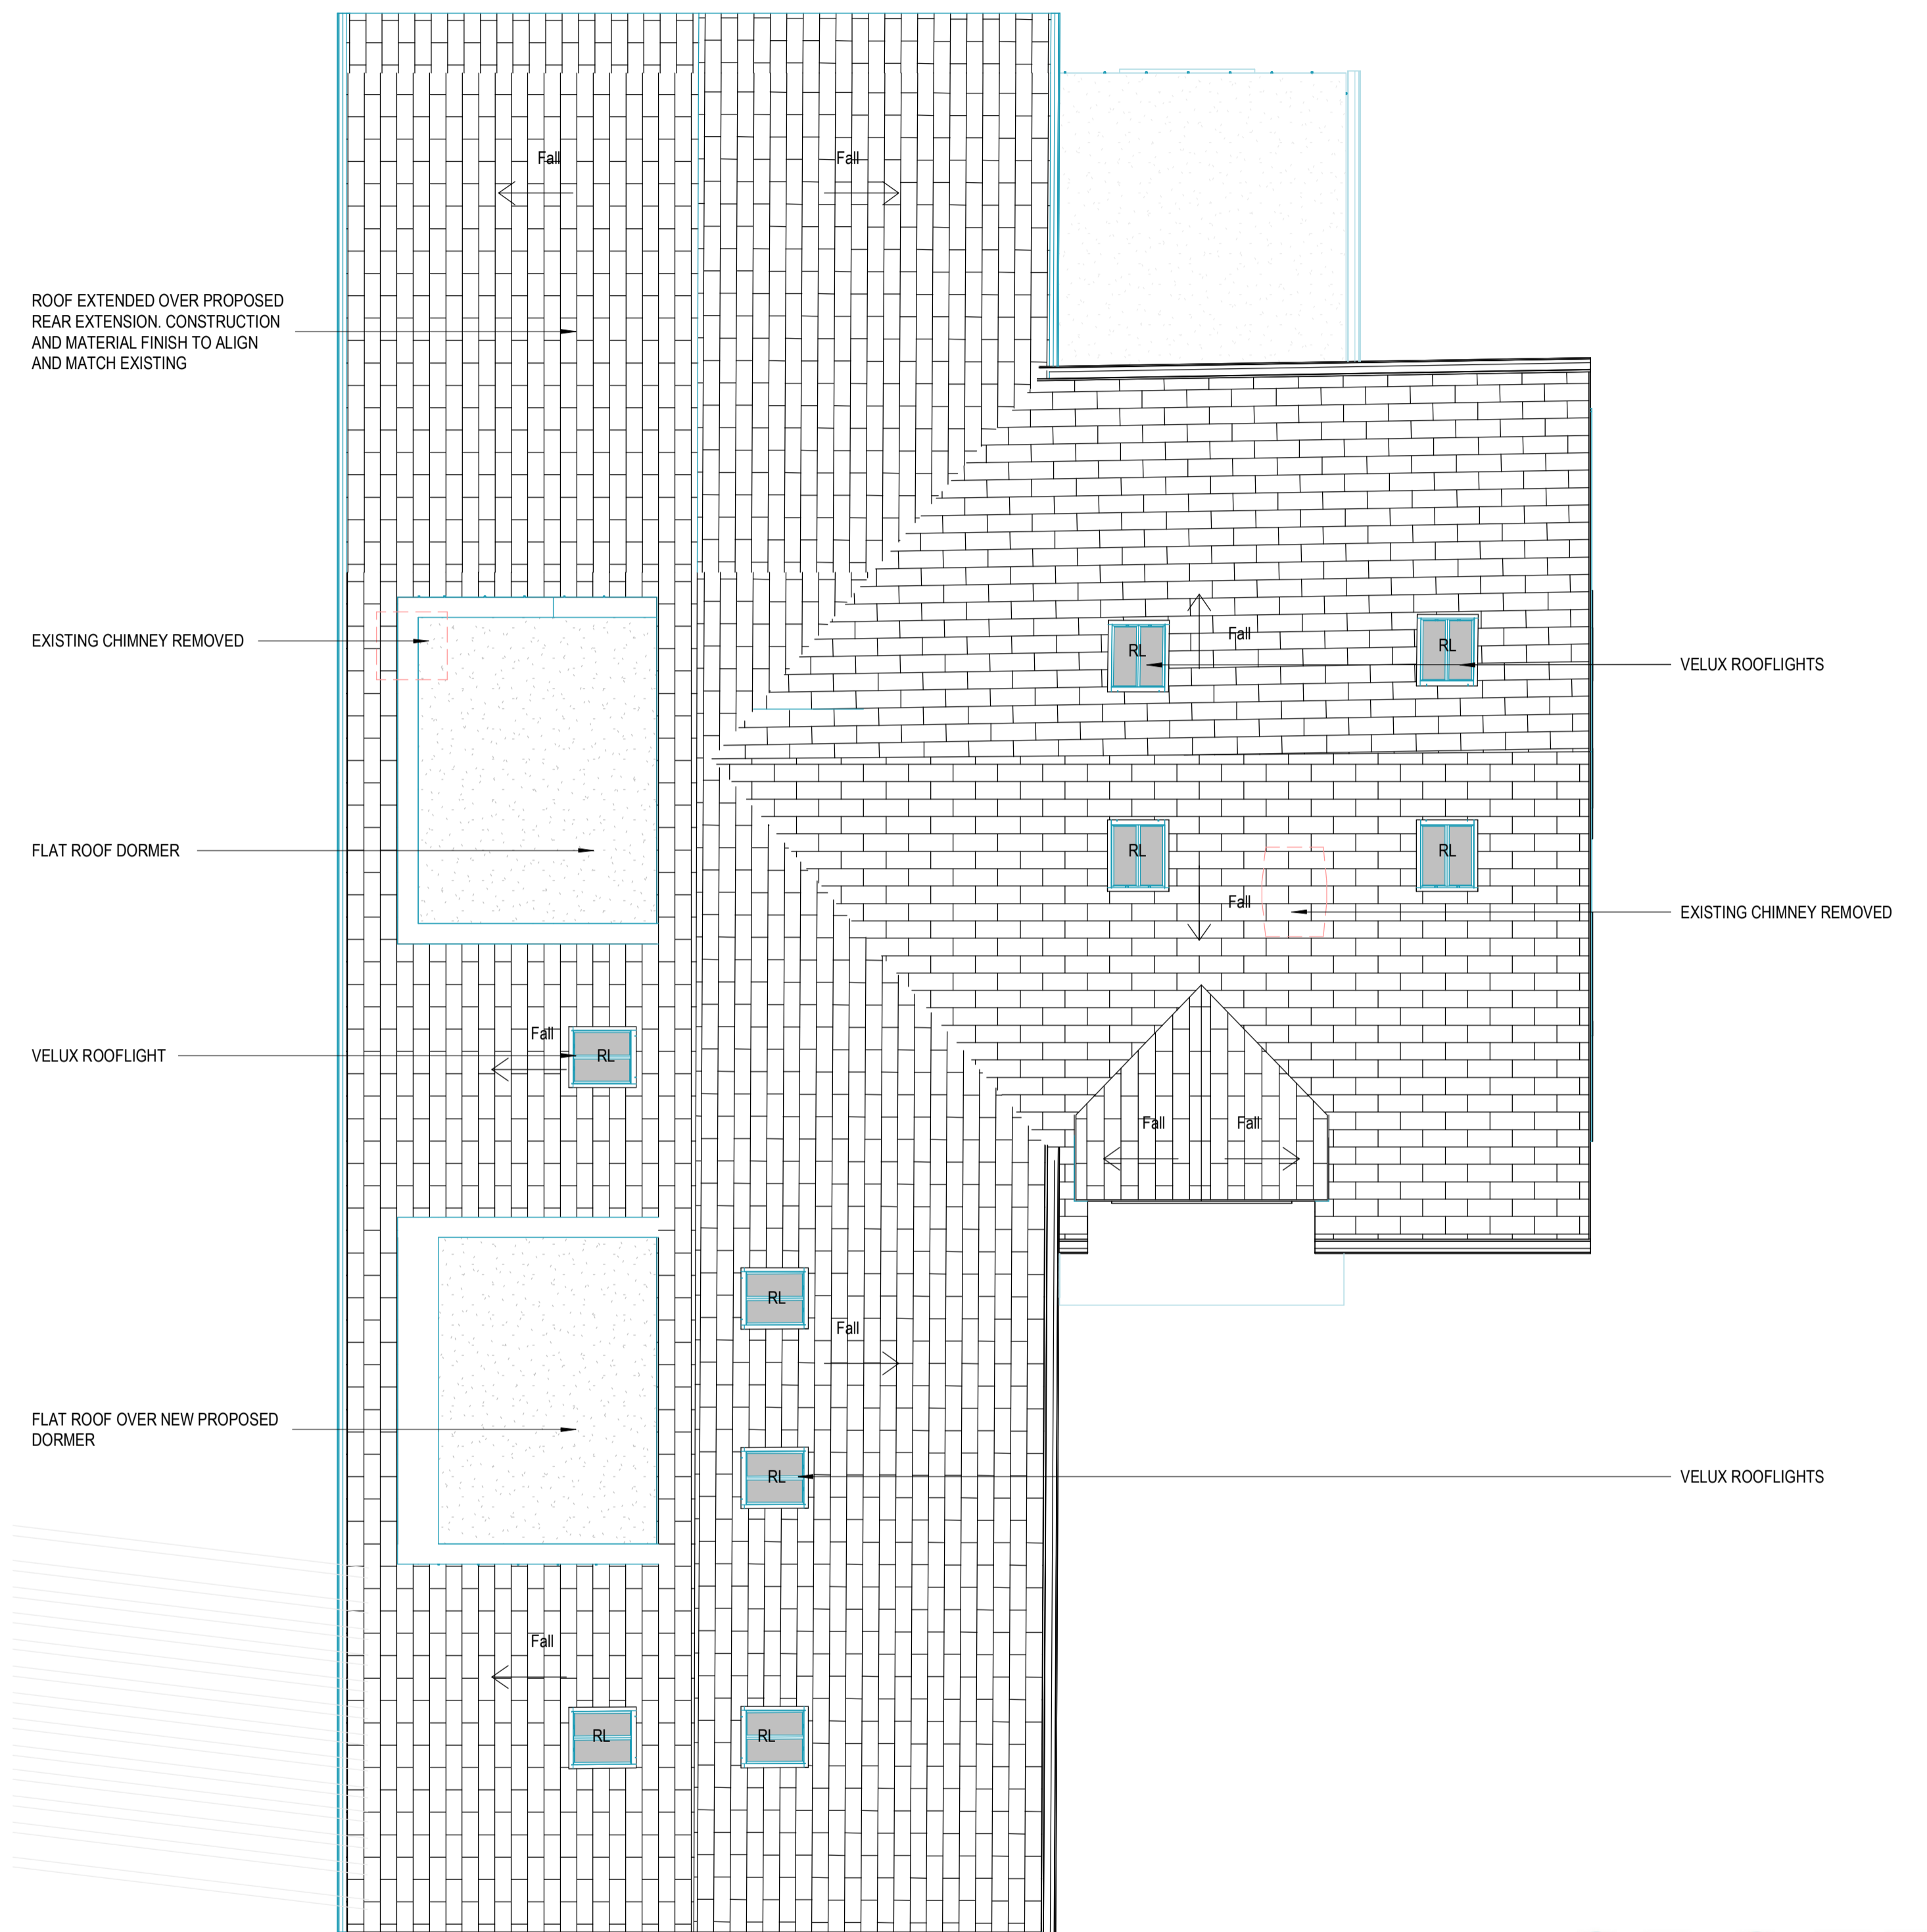 Fall
Fall
ROOF EXTENDED OVER PROPOSED
REAR EXTENSION. CONSTRUCTION
AND MATERIAL FINISH TO ALIGN
AND MATCH EXISTING
EXISTING CHIMNEY REMOVED
Fall
RL
RL
VELUX ROOFLIGHTS
FLAT ROOF DORMER
RL
RL
Fall
EXISTING CHIMNEY REMOVED
Fall
VELUX ROOFLIGHT
RL
Fall
Fall
RL
Fall
FLAT ROOF OVER NEW PROPOSED
DORMER
RL
VELUX ROOFLIGHTS
Fall
RL
RL